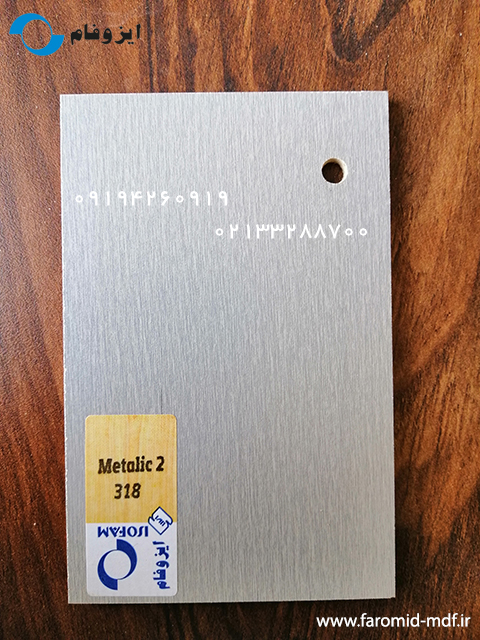 ایزوفام
۰۹۱۹۴۲۶۰۹۱۹
۰۲۱۳۳۲۸۸۷۰۰
Metalic 2
318
ISOFAM
ایزوفام
www.faromid-mdf.ir